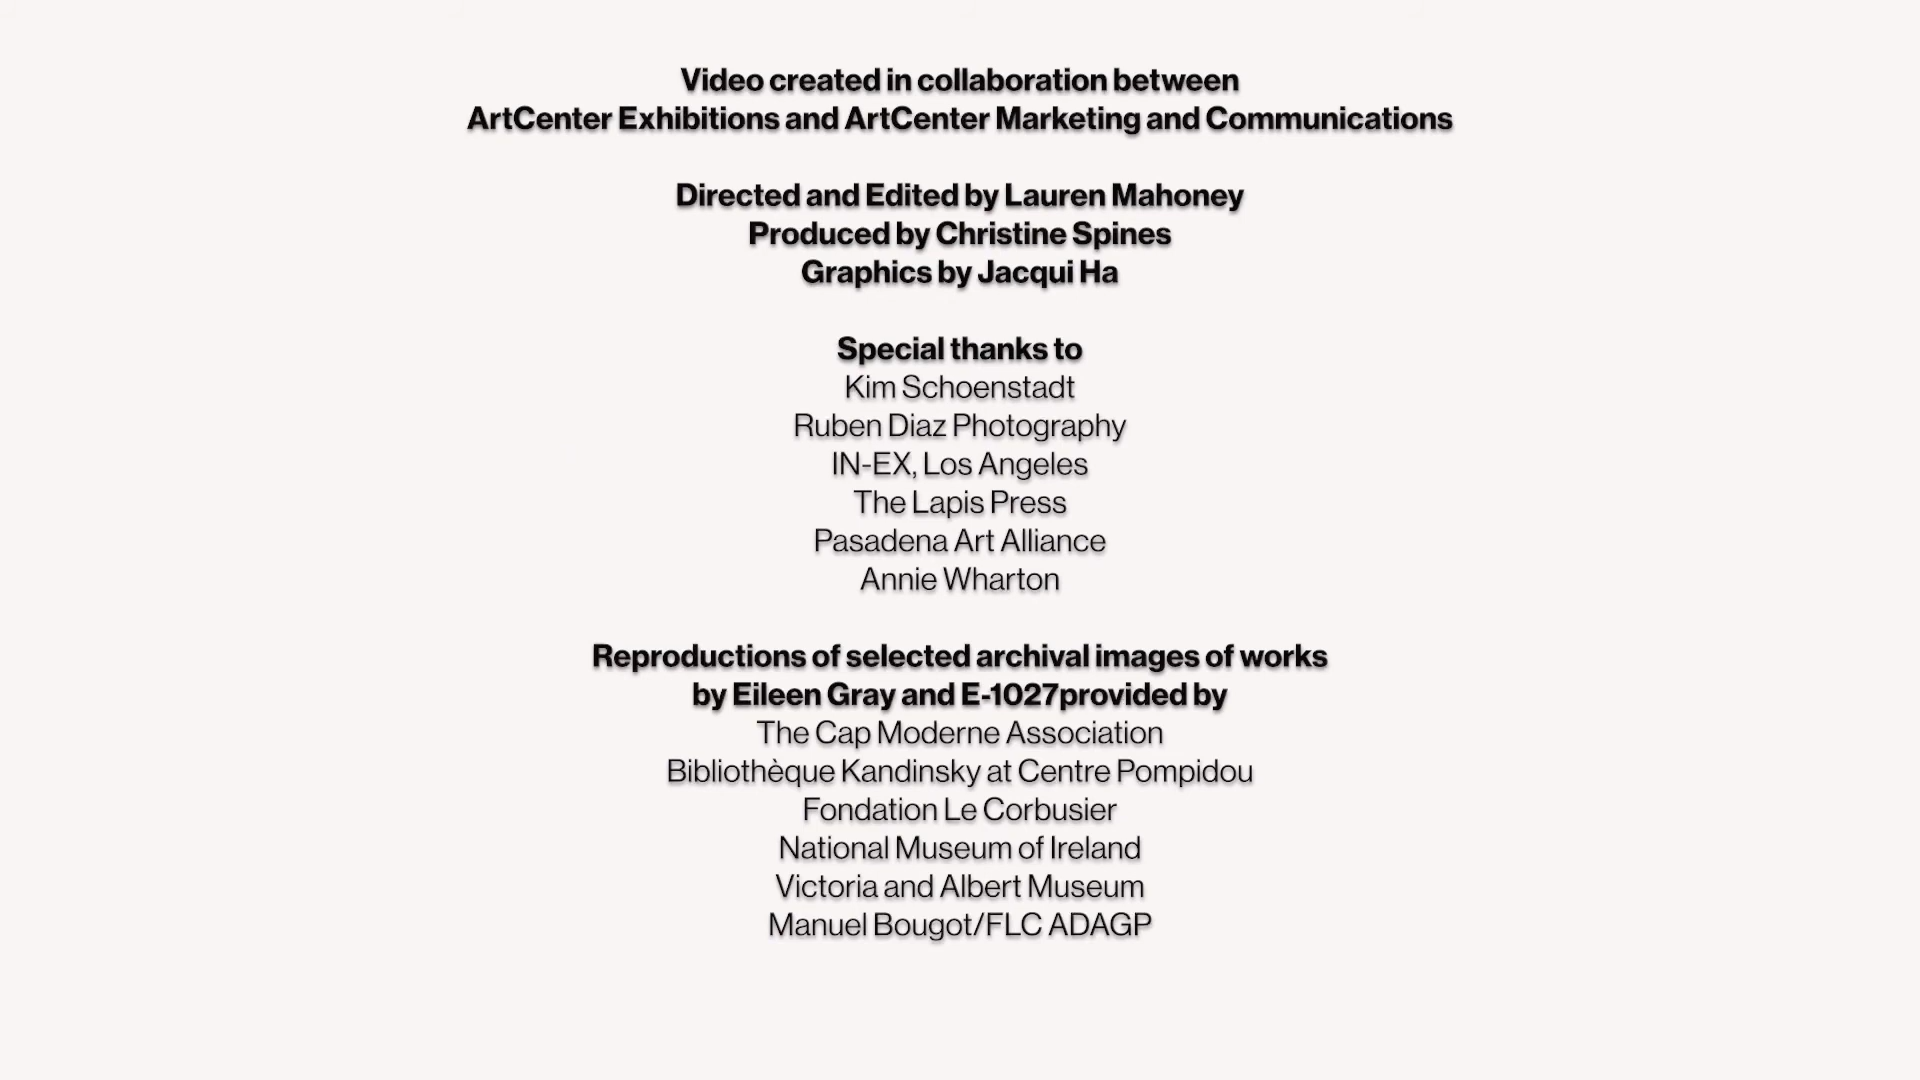 Video created in collaboration between
ArtCenter Exhibitions and ArtCenter Marketing and Communications
Directed and Edited by Lauren Mahoney
Produced by Christine Spines
Graphics by Jacqui Ha
Special thanks to
Kim Schoenstadt
Ruben Diaz Photography
IN-EX, Los Angeles
The Lapis Press
Pasadena Art Alliance
Annie Wharton
Reproductions of selected archival images of works
by Eileen Gray and E-1027provided by
The Cap Moderne Association
Bibliothèque Kandinsky at Centre Pompidou
Fondation Le Corbusier
National Museum of Ireland
Victoria and Albert Museum
Manuel Bougot/FLC ADAGP